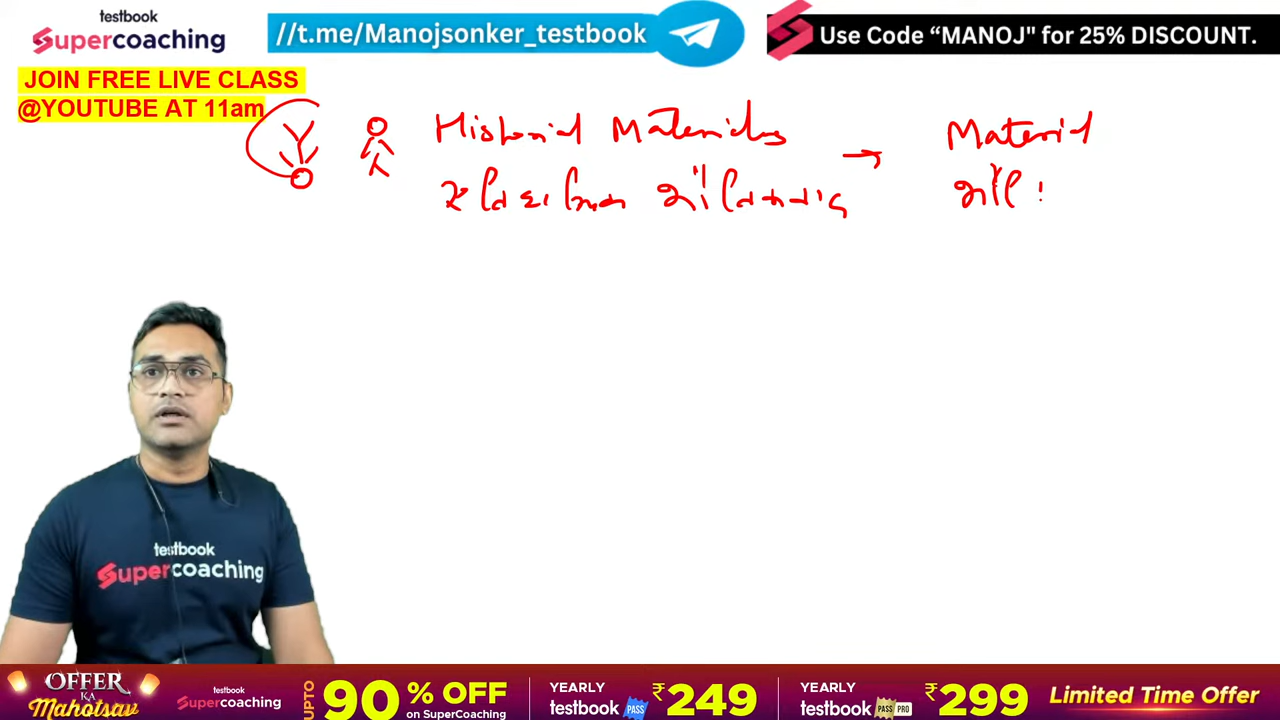 testbook
Supercoaching
//t.me/Manojsonker_testbook
Use Code “MANOJ" for 25% DISCOUNT.
JOIN FREE LIVE CLASS
@YOUTUBE AT 11am
Material
testbook
Supercoaching
OFFER
KA
Mahotsav
testbook
Supercoaching
UPTO 90% OFF
on SuperCoaching
YEARLY
testbook PASS
₹249
YEARLY
testbook PASS PRO
₹299
Limited Time Offer